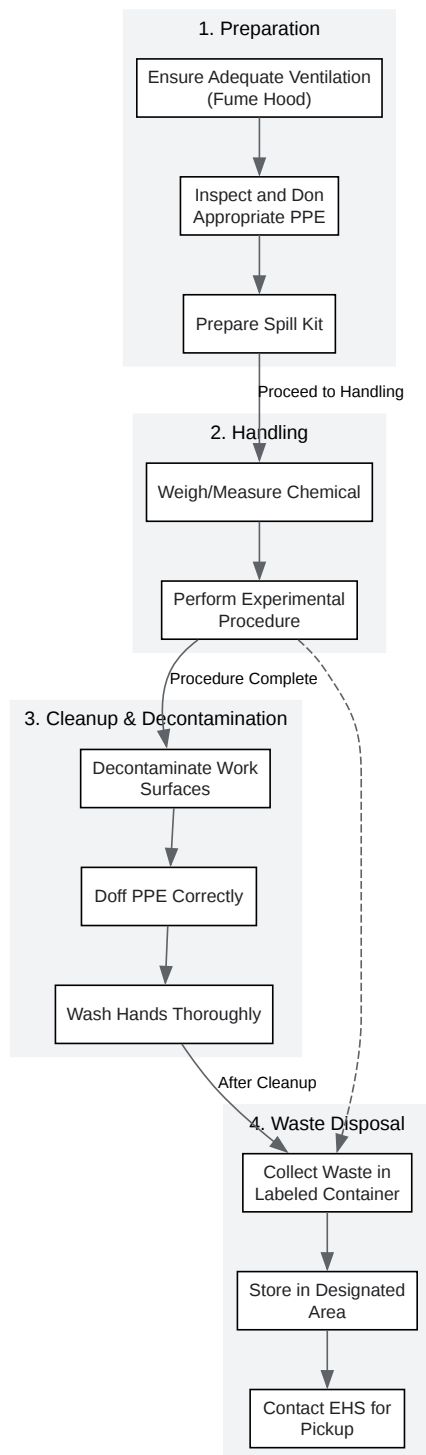 1. Preparation
Ensure Adequate Ventilation
(Fume Hood)
Inspect and Don
Appropriate PPE
Prepare Spill Kit
Proceed to Handling
2. Handling
Weigh/Measure Chemical
Perform Experimental
Procedure
Procedure Complete
3. Cleanup & Decontamination
Decontaminate Work
Surfaces
Doff PPE Correctly
Wash Hands Thoroughly
After Cleanup
4. Waste Disposal
Collect Waste in
Labeled Container
Store in Designated
Area
Contact EHS for
Pickup